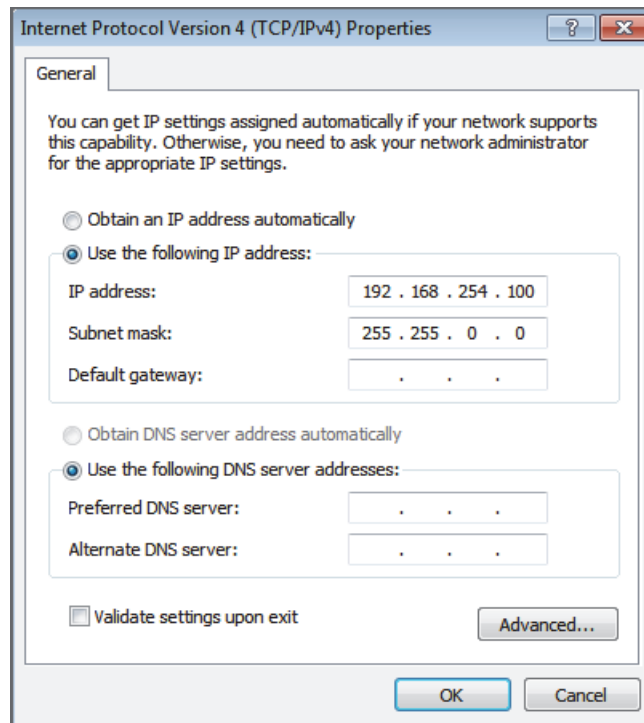 Internet Protocol Version 4 (TCP/IPv4) Properties
?
General
You can get IP settings assigned automatically if your network supports
this capability. Otherwise, you need to ask your network administrator
for the appropriate IP settings.
Obtain an IP address automatically
Use the following IP address:
IP address: 192 . 168 . 254 . 100
Subnet mask: 255 . 255 . 0 . 0
Default gateway: . . .
Obtain DNS server address automatically
Use the following DNS server addresses:
Preferred DNS server: . . .
Alternate DNS server: . . .
Validate settings upon exit
Advanced...
OK Cancel